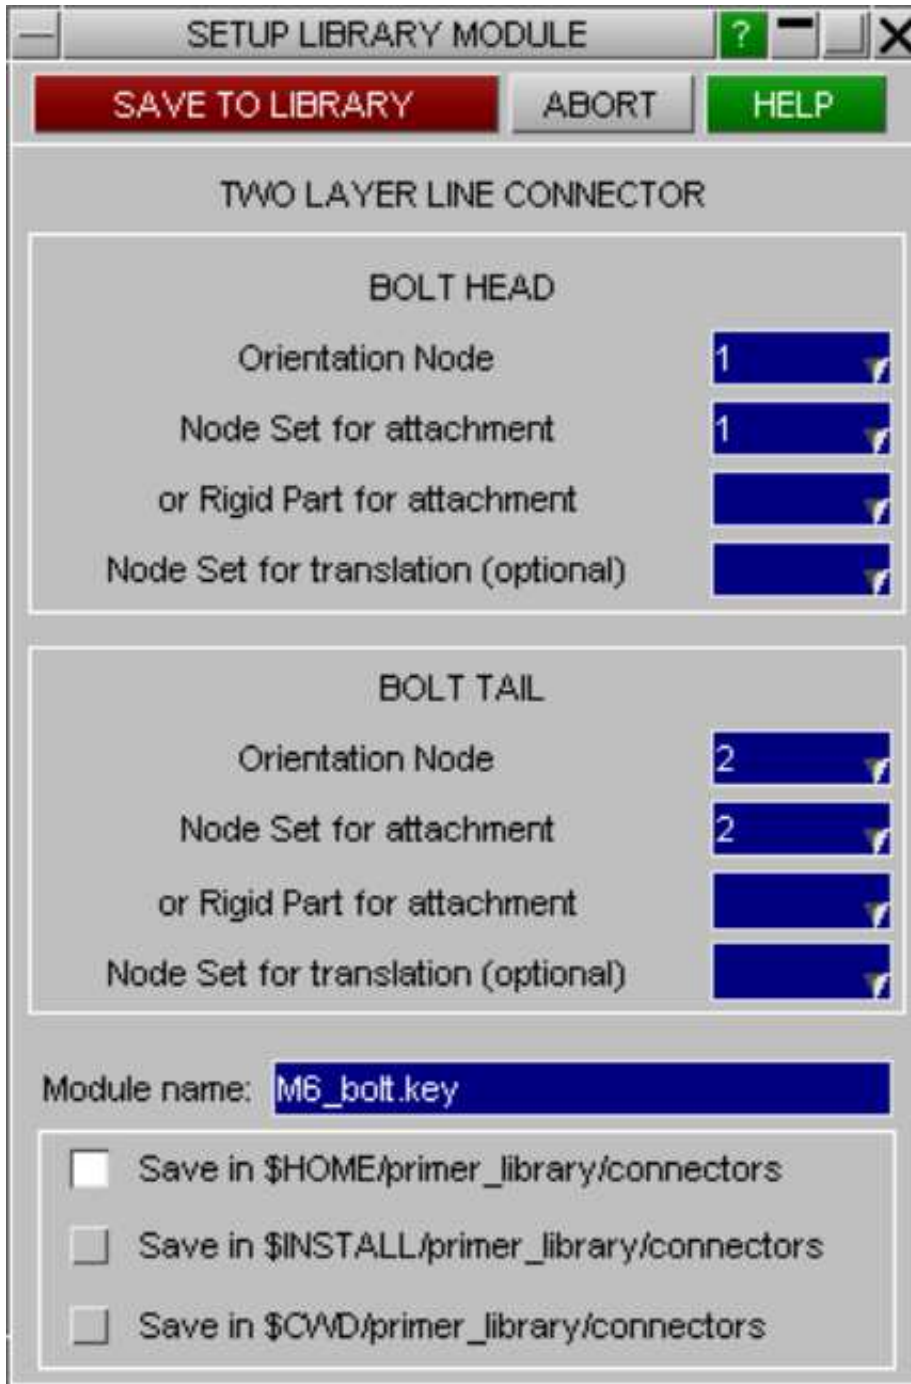 SETUP LIBRARY MODULE ?
SAVE TO LIBRARY ABORT HELP
TWO LAYER LINE CONNECTOR
BOLT HEAD
Orientation Node 1
Node Set for attachment 1
or Rigid Part for attachment
Node Set for translation (optional)
BOLT TAIL
Orientation Node 2
Node Set for attachment 2
or Rigid Part for attachment
Node Set for translation (optional)
Module name: M6_bolt.key
Save in $HOME/primer_library/connectors
Save in $INSTALL/primer_library/connectors
Save in $CWD/primer_library/connectors